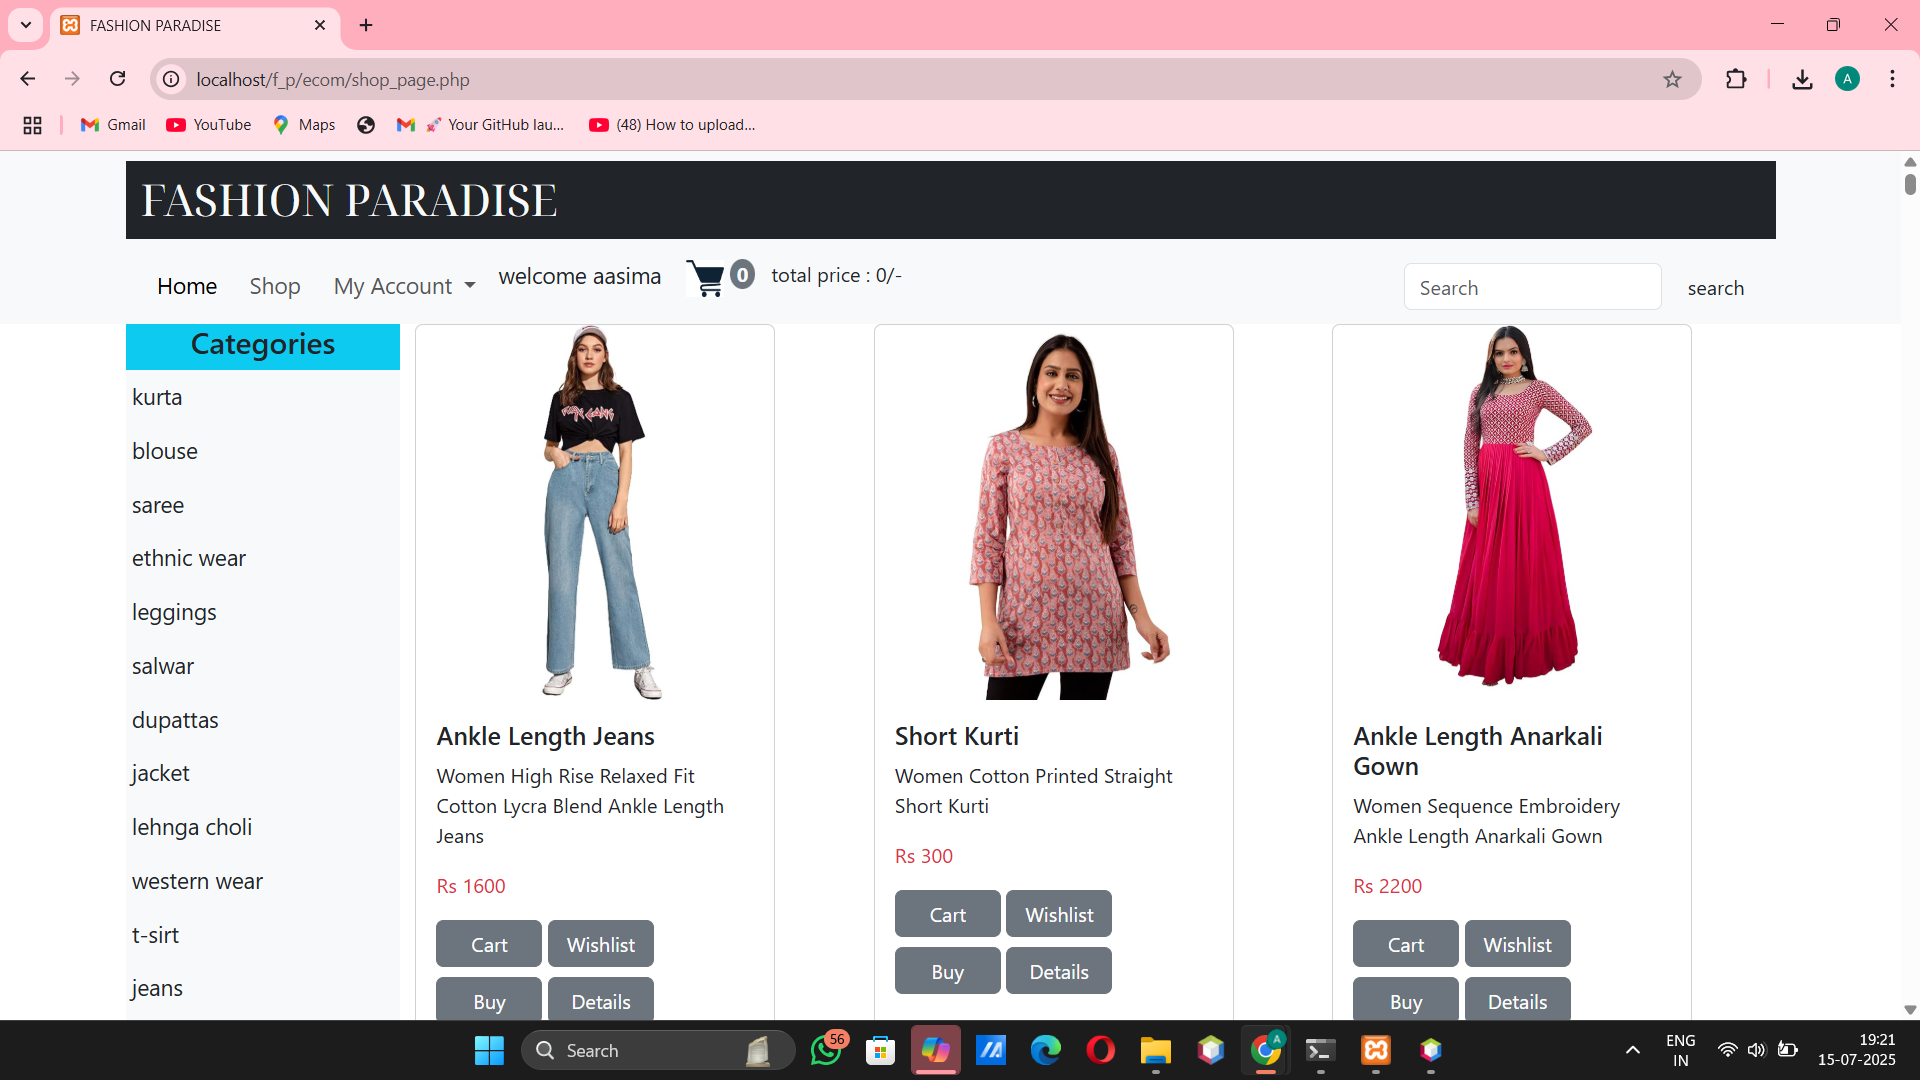 FASHION PARADISE
localhost/f_p/ecom/shop_page.php
A
Gmail
YouTube
Maps
🚀 Your GitHub lau...
(48) How to upload...
FASHION PARADISE
Home
Shop
My Account
welcome aasima
0
total price : 0/-
Search
search
Categories
kurta
blouse
saree
ethnic wear
leggings
salwar
dupattas
jacket
lehnga choli
western wear
t-sirt
jeans
Ankle Length Jeans
Women High Rise Relaxed Fit
Cotton Lycra Blend Ankle Length
Jeans
Rs 1600
Cart
Wishlist
Buy
Details
Short Kurti
Women Cotton Printed Straight
Short Kurti
Rs 300
Cart
Wishlist
Buy
Details
Ankle Length Anarkali
Gown
Women Sequence Embroidery
Ankle Length Anarkali Gown
Rs 2200
Cart
Wishlist
Buy
Details
Search
56
A
ENG
IN
19:21
15-07-2025